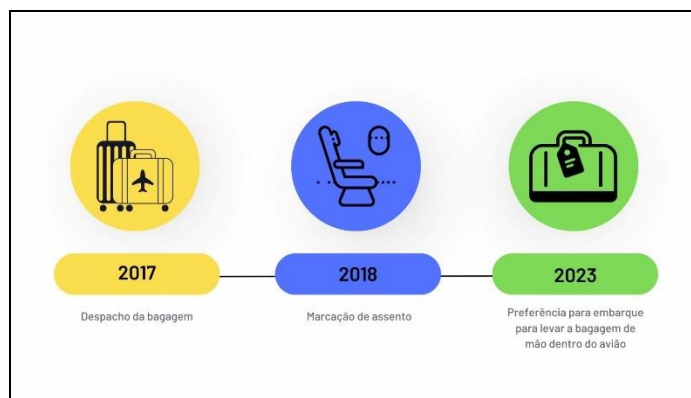 2017
Despacho da bagagem
2018
Marcação de assento
2023
Preferência para embarque
para levar a bagagem de
mão dentro do avião